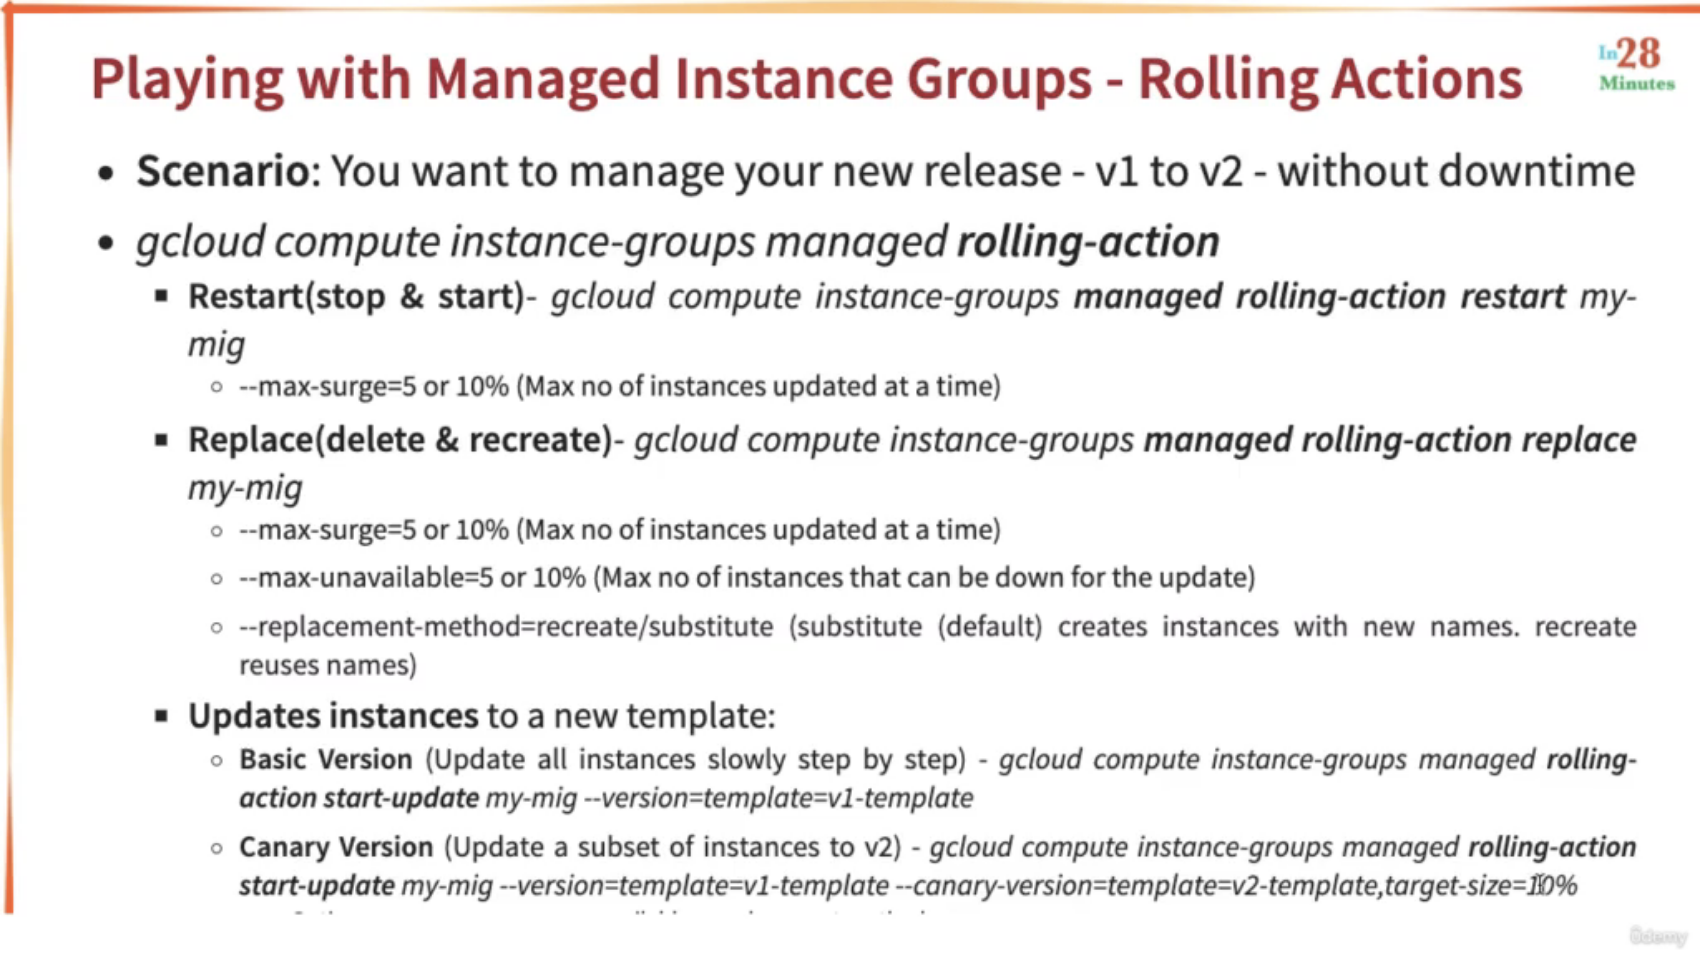 Playing with Managed Instance Groups - Rolling Actions
In28
Minutes
• Scenario: You want to manage your new release - v1 to v2 - without downtime
• gcloud compute instance-groups managed rolling-action
▪ Restart(stop & start)- gcloud compute instance-groups managed rolling-action restart my-
mig
○ --max-surge=5 or 10% (Max no of instances updated at a time)
▪ Replace(delete & recreate)- gcloud compute instance-groups managed rolling-action replace
my-mig
○ --max-surge=5 or 10% (Max no of instances updated at a time)
○ --max-unavailable=5 or 10% (Max no of instances that can be down for the update)
○ --replacement-method=recreate/substitute (substitute (default) creates instances with new names. recreate
reuses names)
▪ Updates instances to a new template:
○ Basic Version (Update all instances slowly step by step) - gcloud compute instance-groups managed rolling-
action start-update my-mig --version=template=v1-template
○ Canary Version (Update a subset of instances to v2) - gcloud compute instance-groups managed rolling-action
start-update my-mig --version=template=v1-template --canary-version=template=v2-template,target-size=10%
ûdemy